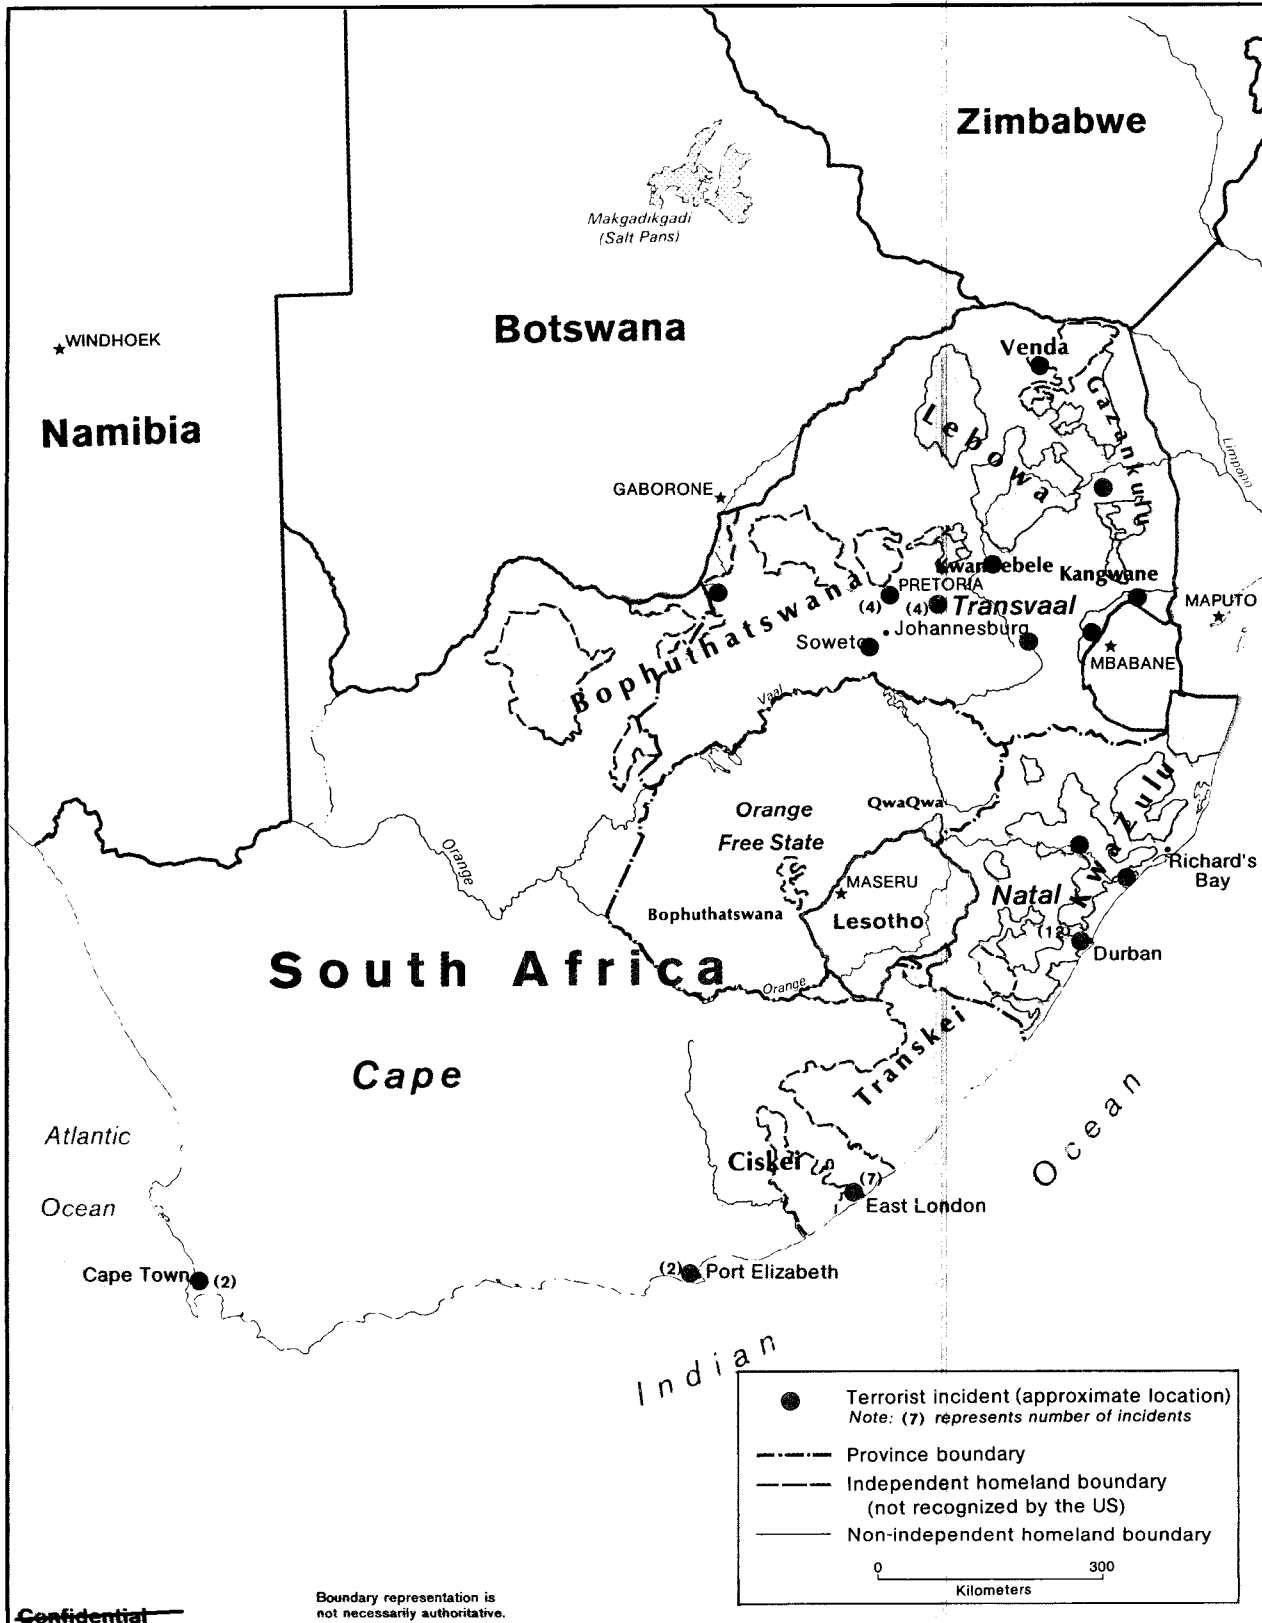 Zimbabwe
Makgadikgadi
(Salt Pans)
Botswana
WINDHOEK
Namibia
Venda
Gazankulu
Lebowa
Limpopo
GABORONE
KwaNdebele
Kangwane
PRETORIA
(4)
(4)
Transvaal
MAPUTO
Johannesburg
Soweto
MBABANE
Bophuthatswana
Vaal
Orange
Free State
QwaQwa
KwaZulu
Orange
Richard's
Bay
MASERU
Natal
Bophuthatswana
Lesotho
(12)
Durban
South Africa
Orange
Transkei
Cape
Atlantic
Ocean
Ciskei
(7)
East London
Cape Town
(2)
(2)
Port Elizabeth
Indian
Ocean
Terrorist incident (approximate location)
Note: (7) represents number of incidents
Province boundary
Independent homeland boundary
(not recognized by the US)
Non-independent homeland boundary
0 300
Kilometers
Confidential
Boundary representation is
not necessarily authoritative.